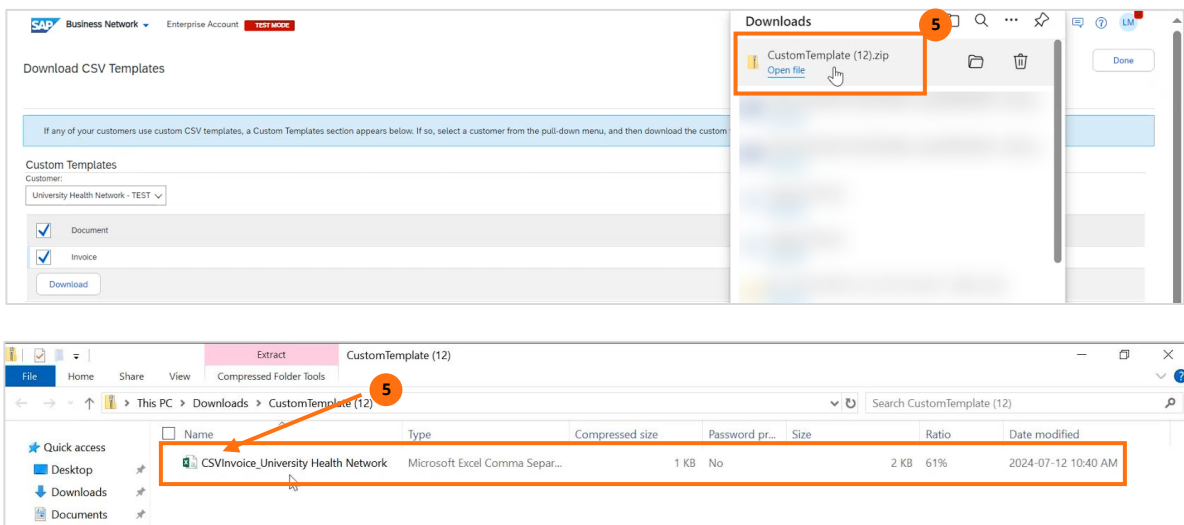 SAP Business Network Enterprise Account TEST MODE
Downloads
5
LM
CustomTemplate (12).zip
Open file
Download CSV Templates
Done
If any of your customers use custom CSV templates, a Custom Templates section appears below. If so, select a customer from the pull-down menu, and then download the custom
Custom Templates
Customer:
University Health Network - TEST
Document
Invoice
Download
Extract CustomTemplate (12)
File Home Share View Compressed Folder Tools
5
This PC > Downloads > CustomTemplate (12)
Search CustomTemplate (12)
Name Type Compressed size Password pr... Size Ratio Date modified
Quick access
CSVInvoice_University Health Network Microsoft Excel Comma Separ... 1 KB No 2 KB 61% 2024-07-12 10:40 AM
Desktop
Downloads
Documents